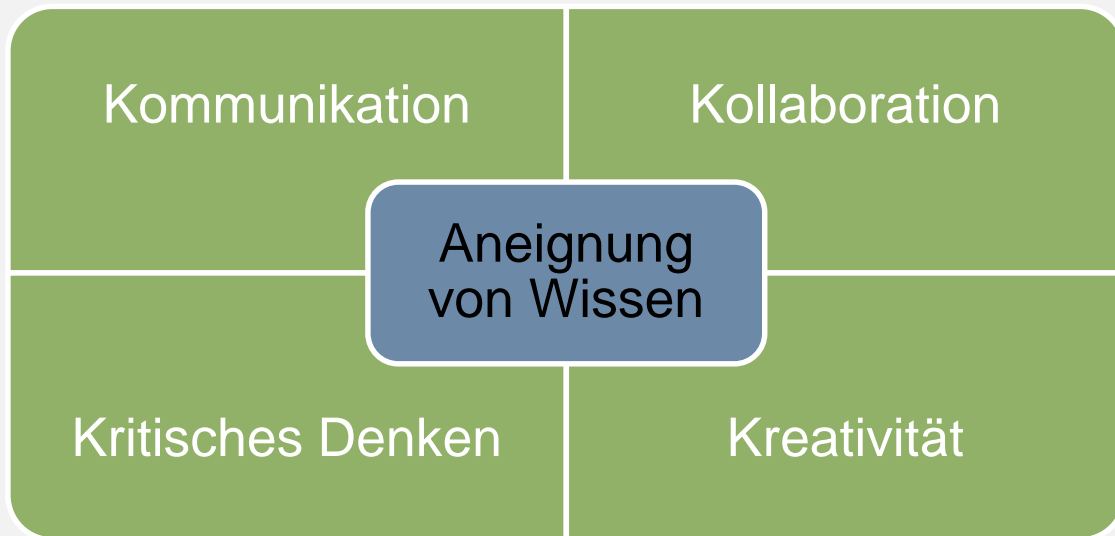 Kommunikation
Kollaboration
Aneignung
von Wissen
Kritisches Denken
Kreativität